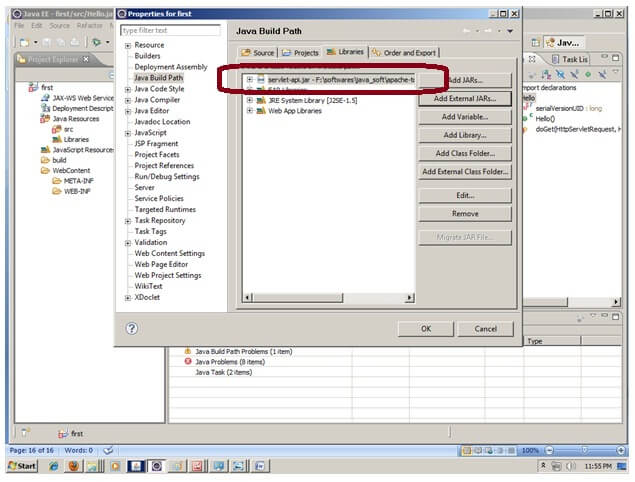 Java EE - first/src/Hello.ja
File Edit Source Refactor
Project Explorer
first
JAX-WS Web Service
Deployment Descript
Java Resources
src
Libraries
JavaScript Resources
build
WebContent
META-INF
WEB-INF
Properties for first
type filter text
Resource
Builders
Deployment Assembly
Java Build Path
Java Code Style
Java Compiler
Java Editor
Javadoc Location
JavaScript
JSP Fragment
Project Facets
Project References
Run/Debug Settings
Server
Service Policies
Targeted Runtimes
Task Repository
Task Tags
Validation
Web Content Settings
Web Page Editor
Web Project Settings
WikiText
XDoclet
Java Build Path
Source Projects Libraries Order and Export
servlet-api.jar - F:\softwares\java_soft\apache-t
EAR Libraries
JRE System Library [J2SE-1.5]
Web App Libraries
Add JARs...
Add External JARs...
Add Variable...
Add Library...
Add Class Folder...
Add External Class Folder...
Edit...
Remove
Migrate JAR File...
OK Cancel
Java...
Task Lis
import declarations
Hello
serialVersionUID : long
Hello()
doGet(HttpServletRequest, H
Type
Java Build Path Problems (1 item)
Java Problems (8 items)
Java Task (2 items)
first
Page: 16 of 16 Words: 0 100%
Start 11:55 PM